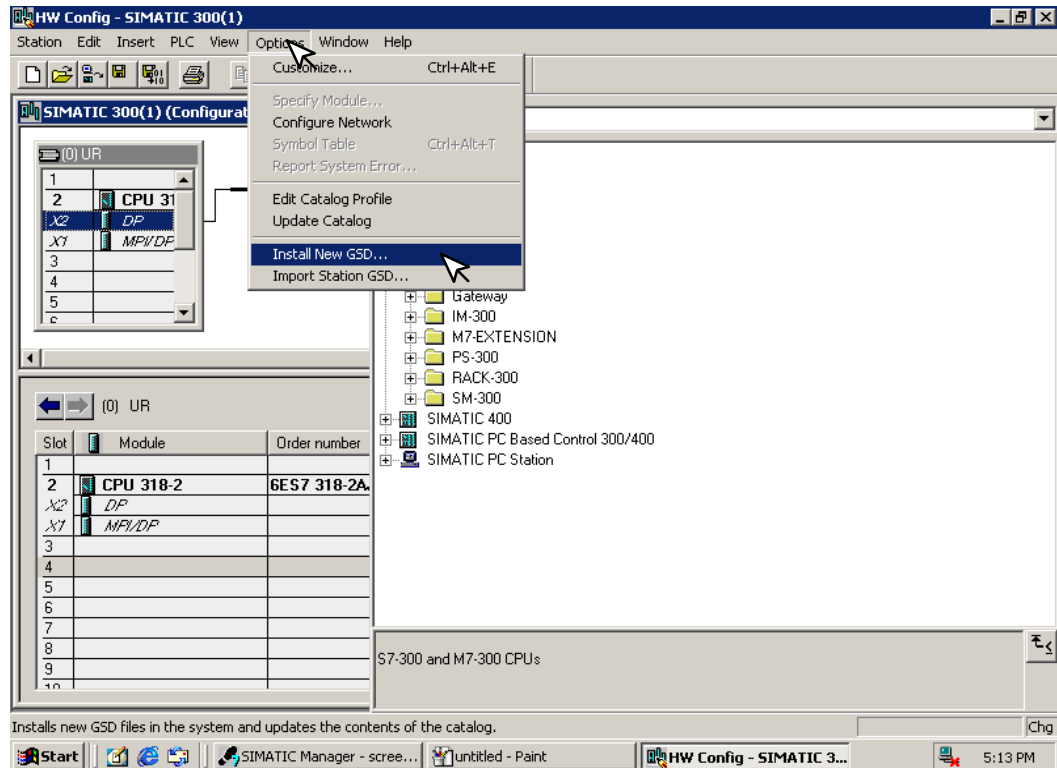 HW Config - SIMATIC 300(1)
Station Edit Insert PLC View Options Window Help
SIMATIC 300(1) (Configurat
(0) UR
1
2 CPU 31
X2 DP
X1 MPI/DP
3
4
5
Customize... Ctrl+Alt+E
Specify Module...
Configure Network
Symbol Table Ctrl+Alt+T
Report System Error...
Edit Catalog Profile
Update Catalog
Install New GSD...
Import Station GSD...
Gateway
IM-300
M7-EXTENSION
PS-300
RACK-300
SM-300
SIMATIC 400
SIMATIC PC Based Control 300/400
SIMATIC PC Station
(0) UR
Slot Module Order number
1
2 CPU 318-2 6ES7 318-2A
X2 DP
X1 MPI/DP
3
4
5
6
7
8
9
10
S7-300 and M7-300 CPUs
Installs new GSD files in the system and updates the contents of the catalog.
Chg
Start SIMATIC Manager - scree... untitled - Paint HW Config - SIMATIC 3... 5:13 PM